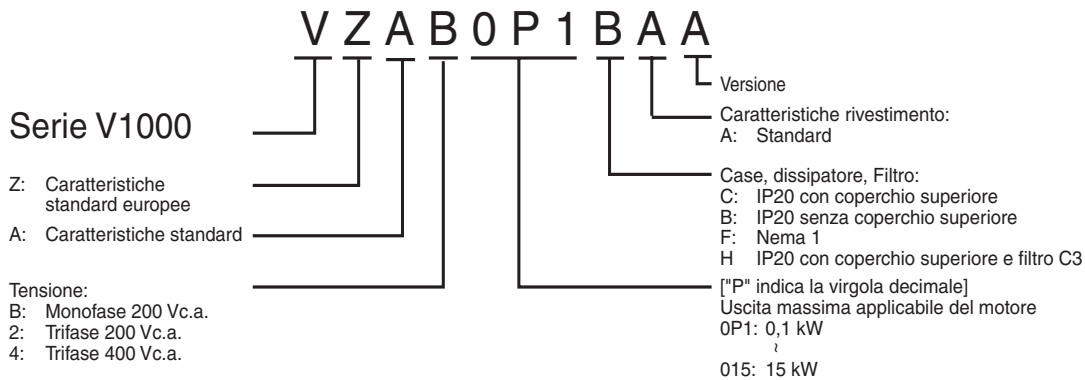 V Z A B 0 P 1 B A A
Serie V1000
Z: Caratteristiche
standard europee
A: Caratteristiche standard
Tensione:
B: Monofase 200 Vc.a.
2: Trifase 200 Vc.a.
4: Trifase 400 Vc.a.
Versione
Caratteristiche rivestimento:
A: Standard
Case, dissipatore, Filtro:
C: IP20 con coperchio superiore
B: IP20 senza coperchio superiore
F: Nema 1
H IP20 con coperchio superiore e filtro C3
["P" indica la virgola decimale]
Uscita massima applicabile del motore
0P1: 0,1 kW
~
015: 15 kW